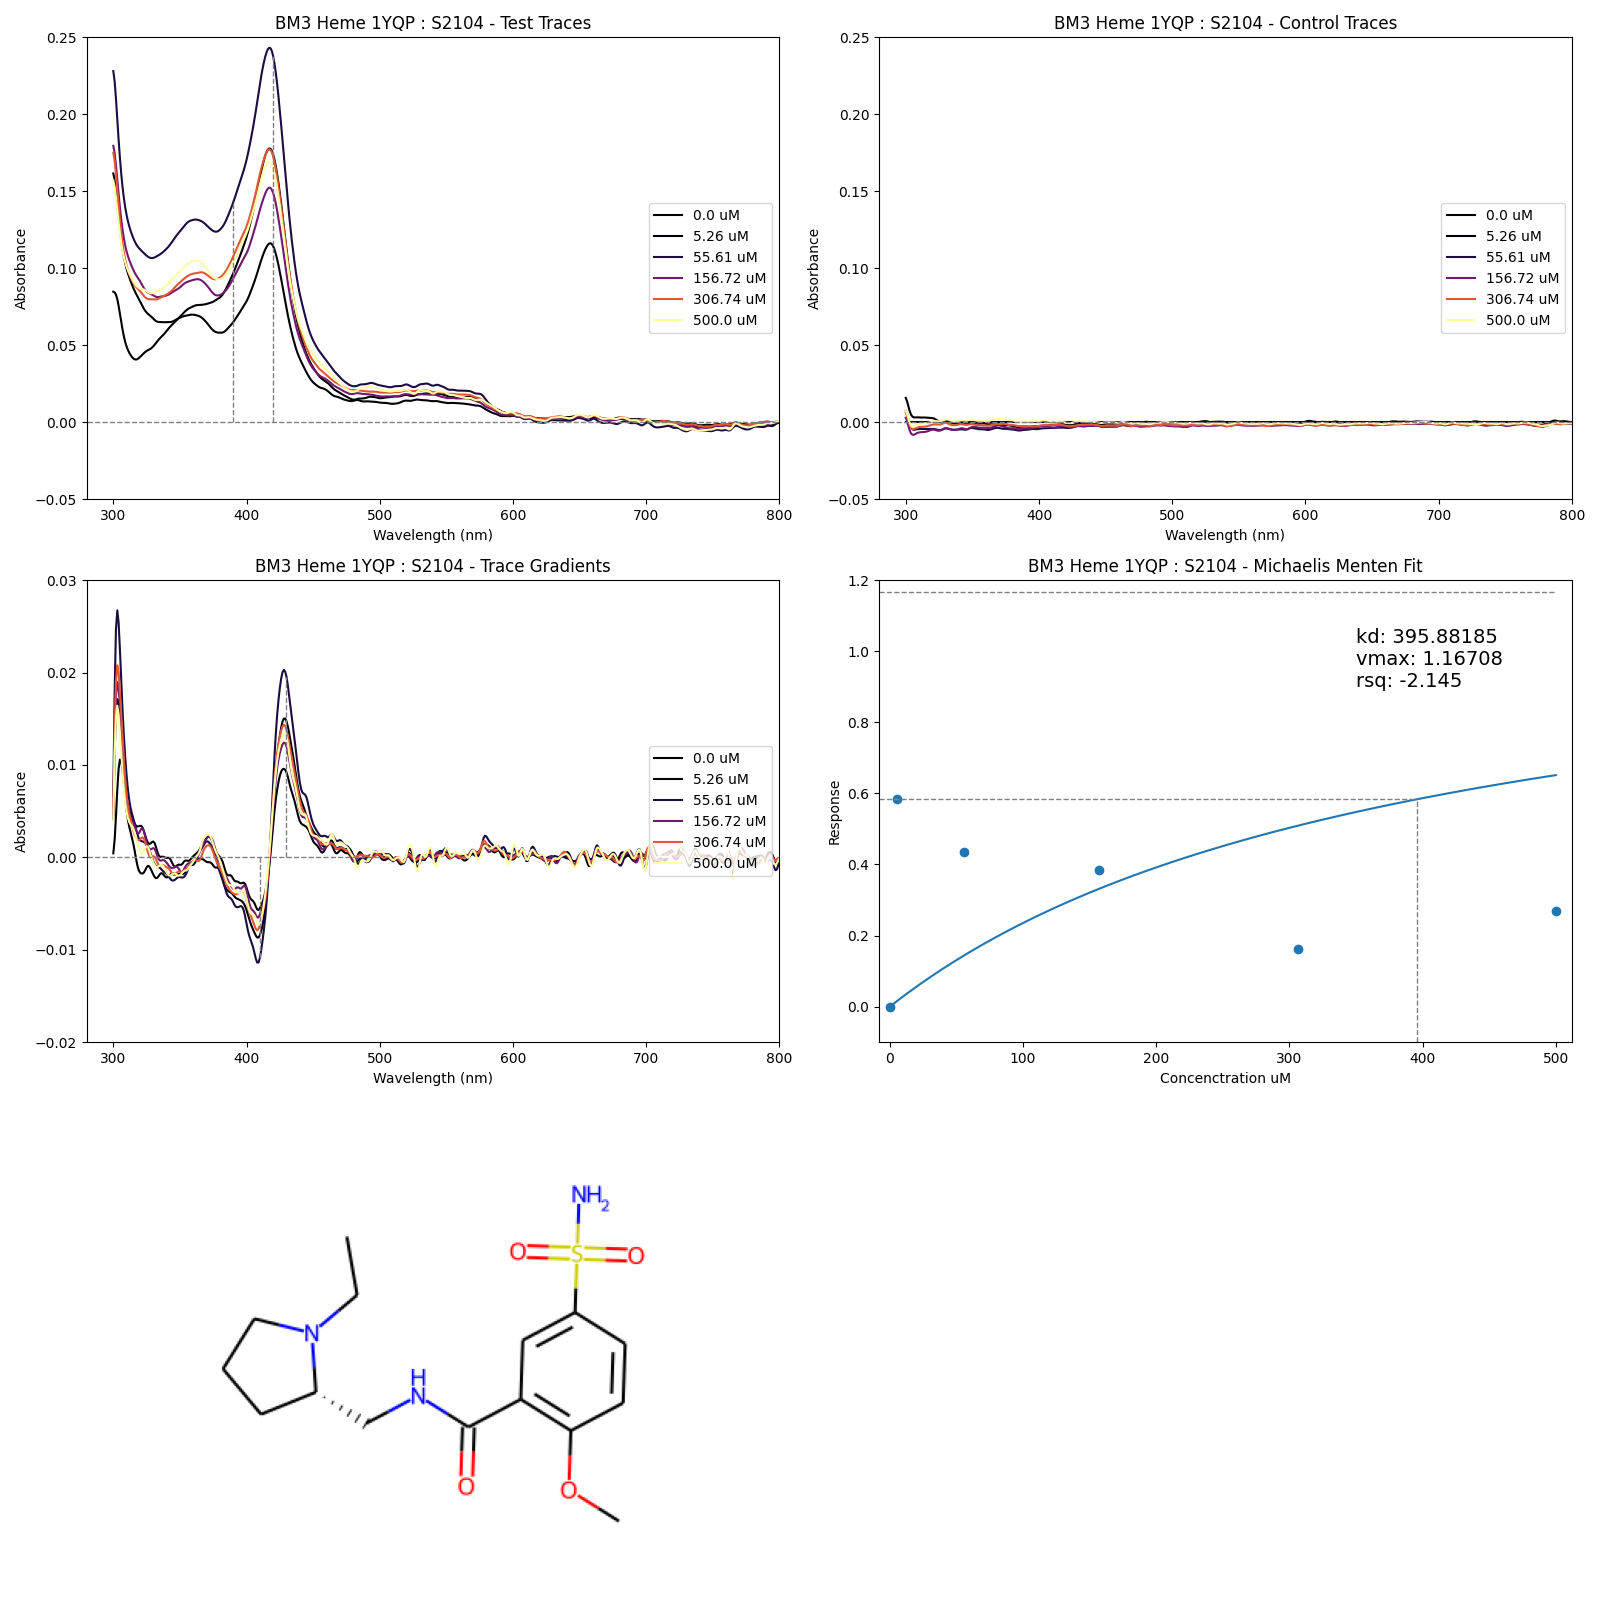 BM3 Heme 1YQP : S2104 - Test Traces
0.25
0.20
0.15
0.10
0.05
0.00
−0.05
Absorbance
300 400 500 600 700 800
Wavelength (nm)
0.0 uM
5.26 uM
55.61 uM
156.72 uM
306.74 uM
500.0 uM
BM3 Heme 1YQP : S2104 - Control Traces
0.25
0.20
0.15
0.10
0.05
0.00
−0.05
Absorbance
300 400 500 600 700 800
Wavelength (nm)
0.0 uM
5.26 uM
55.61 uM
156.72 uM
306.74 uM
500.0 uM
BM3 Heme 1YQP : S2104 - Trace Gradients
0.03
0.02
0.01
0.00
−0.01
−0.02
Absorbance
300 400 500 600 700 800
Wavelength (nm)
0.0 uM
5.26 uM
55.61 uM
156.72 uM
306.74 uM
500.0 uM
BM3 Heme 1YQP : S2104 - Michaelis Menten Fit
1.2
1.0
0.8
0.6
0.4
0.2
0.0
Response
kd: 395.88185
vmax: 1.16708
rsq: -2.145
0 100 200 300 400 500
Concenctration uM
NH2
O S O
N
H
N
O
O